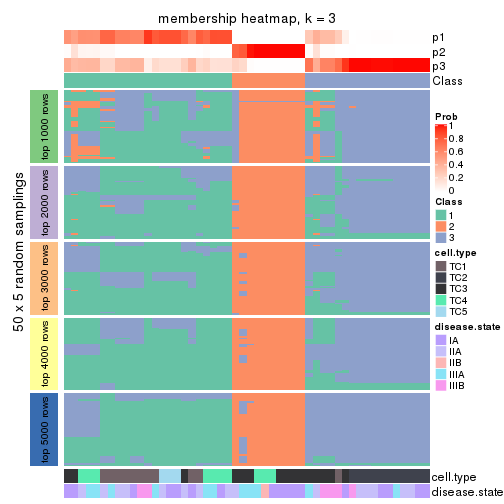 membership heatmap, k = 3
p1
p2
p3
Class
50 x 5 random samplings
top 1000 rows
top 2000 rows
top 3000 rows
top 4000 rows
top 5000 rows
cell.type
disease.state
Prob
1
0.8
0.6
0.4
0.2
0
Class
1
2
3
cell.type
TC1
TC2
TC3
TC4
TC5
disease.state
IA
IIA
IIB
IIIA
IIIB